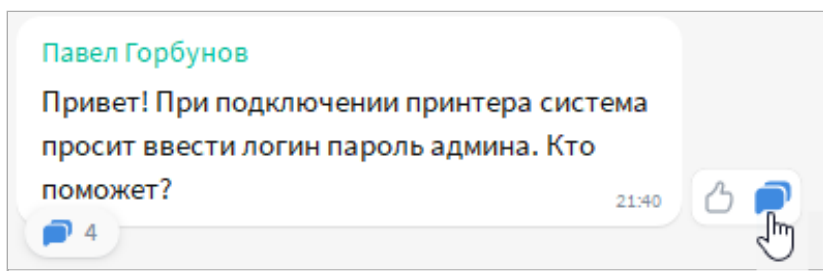 Павел Горбунов
Привет! При подключении принтера система
просит ввести логин пароль админа. Кто
поможет?
21:40
4